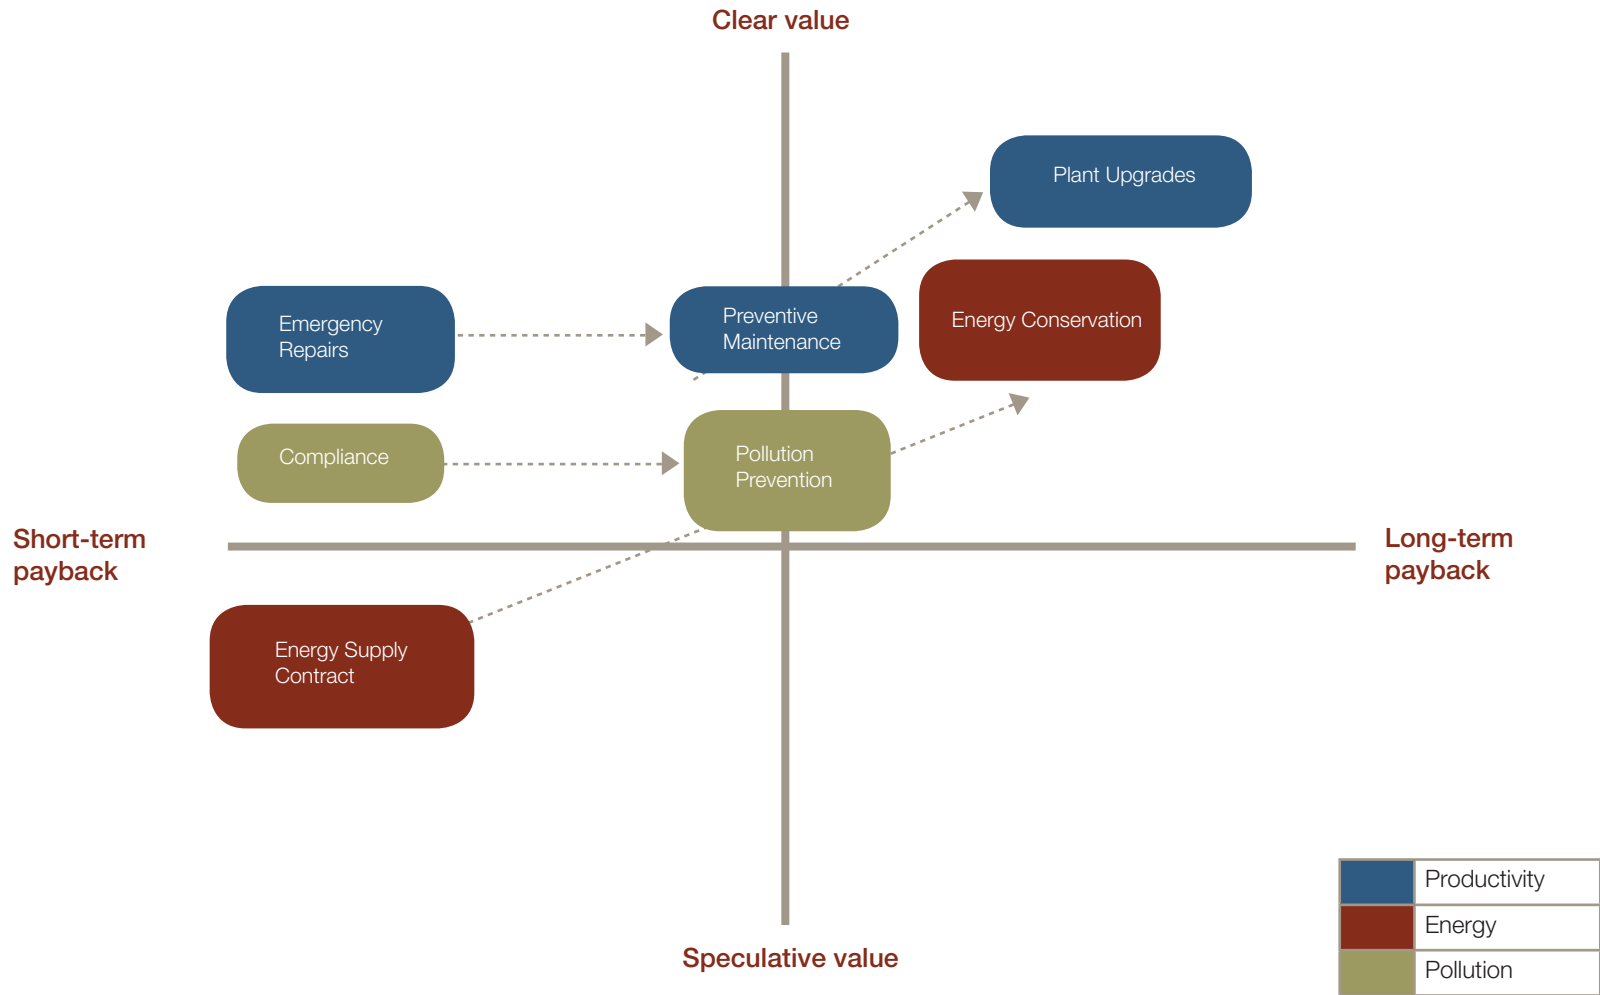 Clear value
Plant Upgrades
Emergency
Repairs
Preventive
Maintenance
Energy Conservation
Compliance
Pollution
Prevention
Short-term
payback
Long-term
payback
Energy Supply
Contract
Speculative value
Productivity
Energy
Pollution